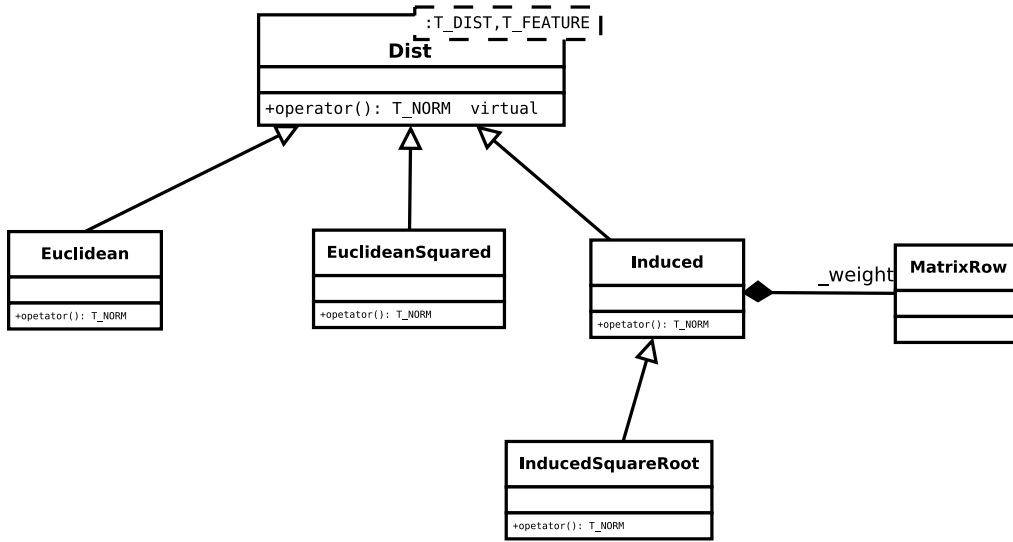 :T_DIST,T_FEATURE
Dist
+operator(): T_NORM  virtual
Euclidean
+opetator(): T_NORM
EuclideanSquared
+opetator(): T_NORM
Induced
+opetator(): T_NORM
_weight
MatrixRow
InducedSquareRoot
+opetator(): T_NORM